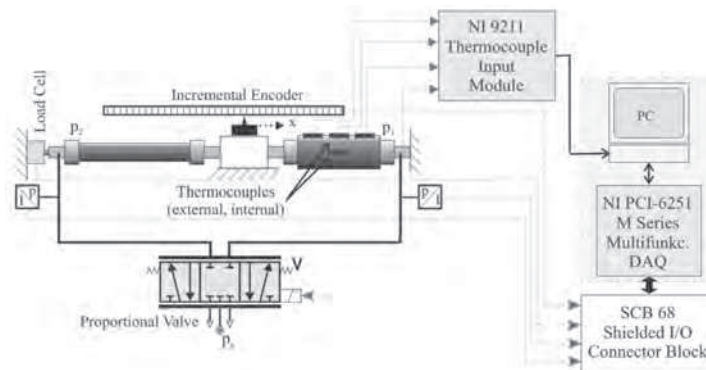 NI 9211
Thermocouple
Input
Module
Load Cell
Incremental Encoder
x
p₂
p₁
PC
Thermocouples
(external, internal)
p
p
NI PCI-6251
M Series
Multifunkc.
DAQ
V
Proportional Valve
SCB 68
Shielded I/O
Connector Block